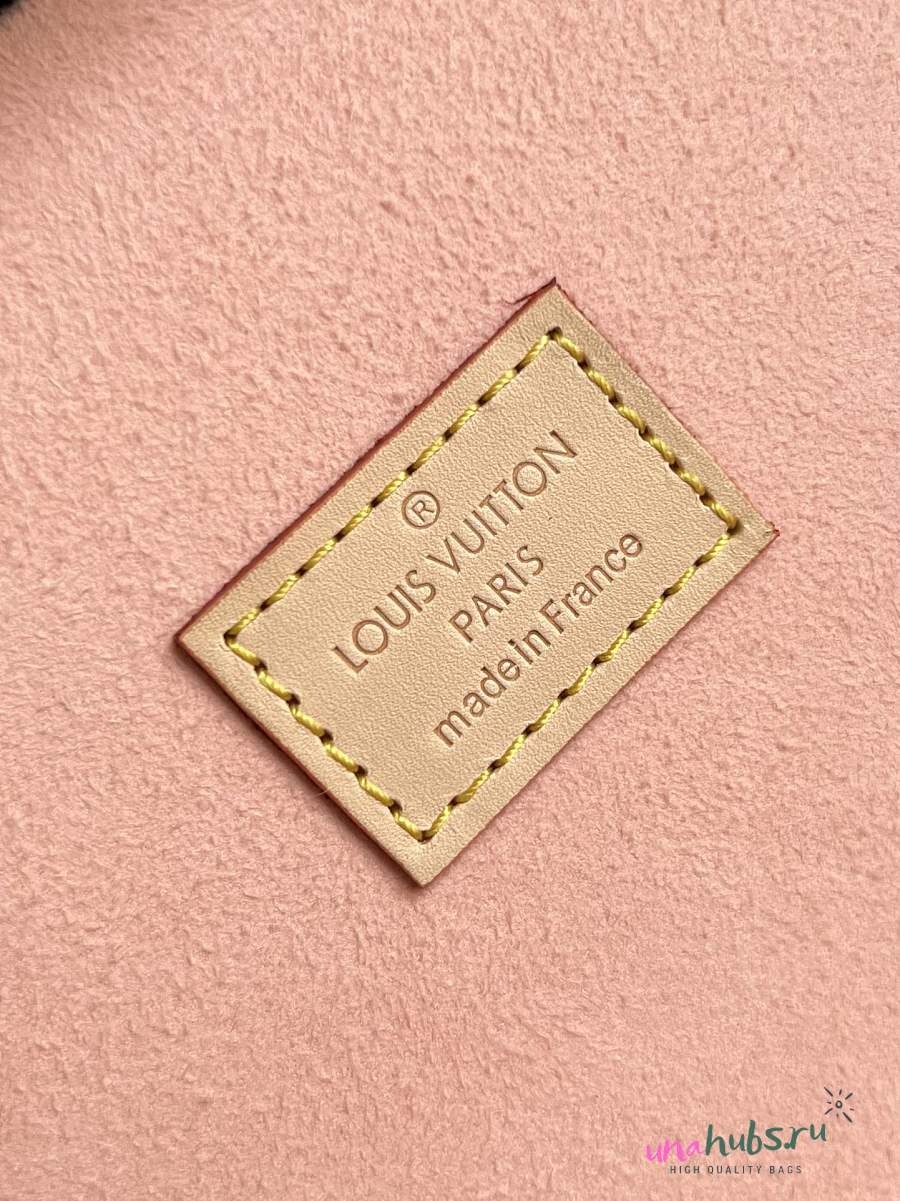 ®
LOUIS VUITTON
PARIS
made in France
unahubs.ru
HIGH QUALITY BAGS